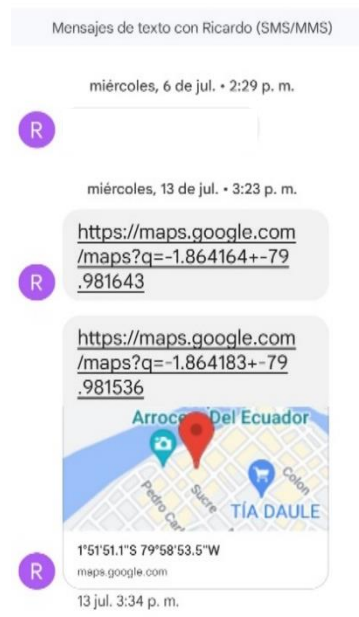 Mensajes de texto con Ricardo (SMS/MMS)
miércoles, 6 de jul. • 2:29 p. m.
R
miércoles, 13 de jul. • 3:23 p. m.
https://maps.google.com
/maps?q=-1.864164+-79
.981643
R
https://maps.google.com
/maps?q=-1.864183+-79
.981536
Arroce Del Ecuador
Colon
Sucre
Pedro Car
TÍA DAULE
1°51'51.1"S 79°58'53.5"W
maps.google.com
R
13 jul. 3:34 p. m.